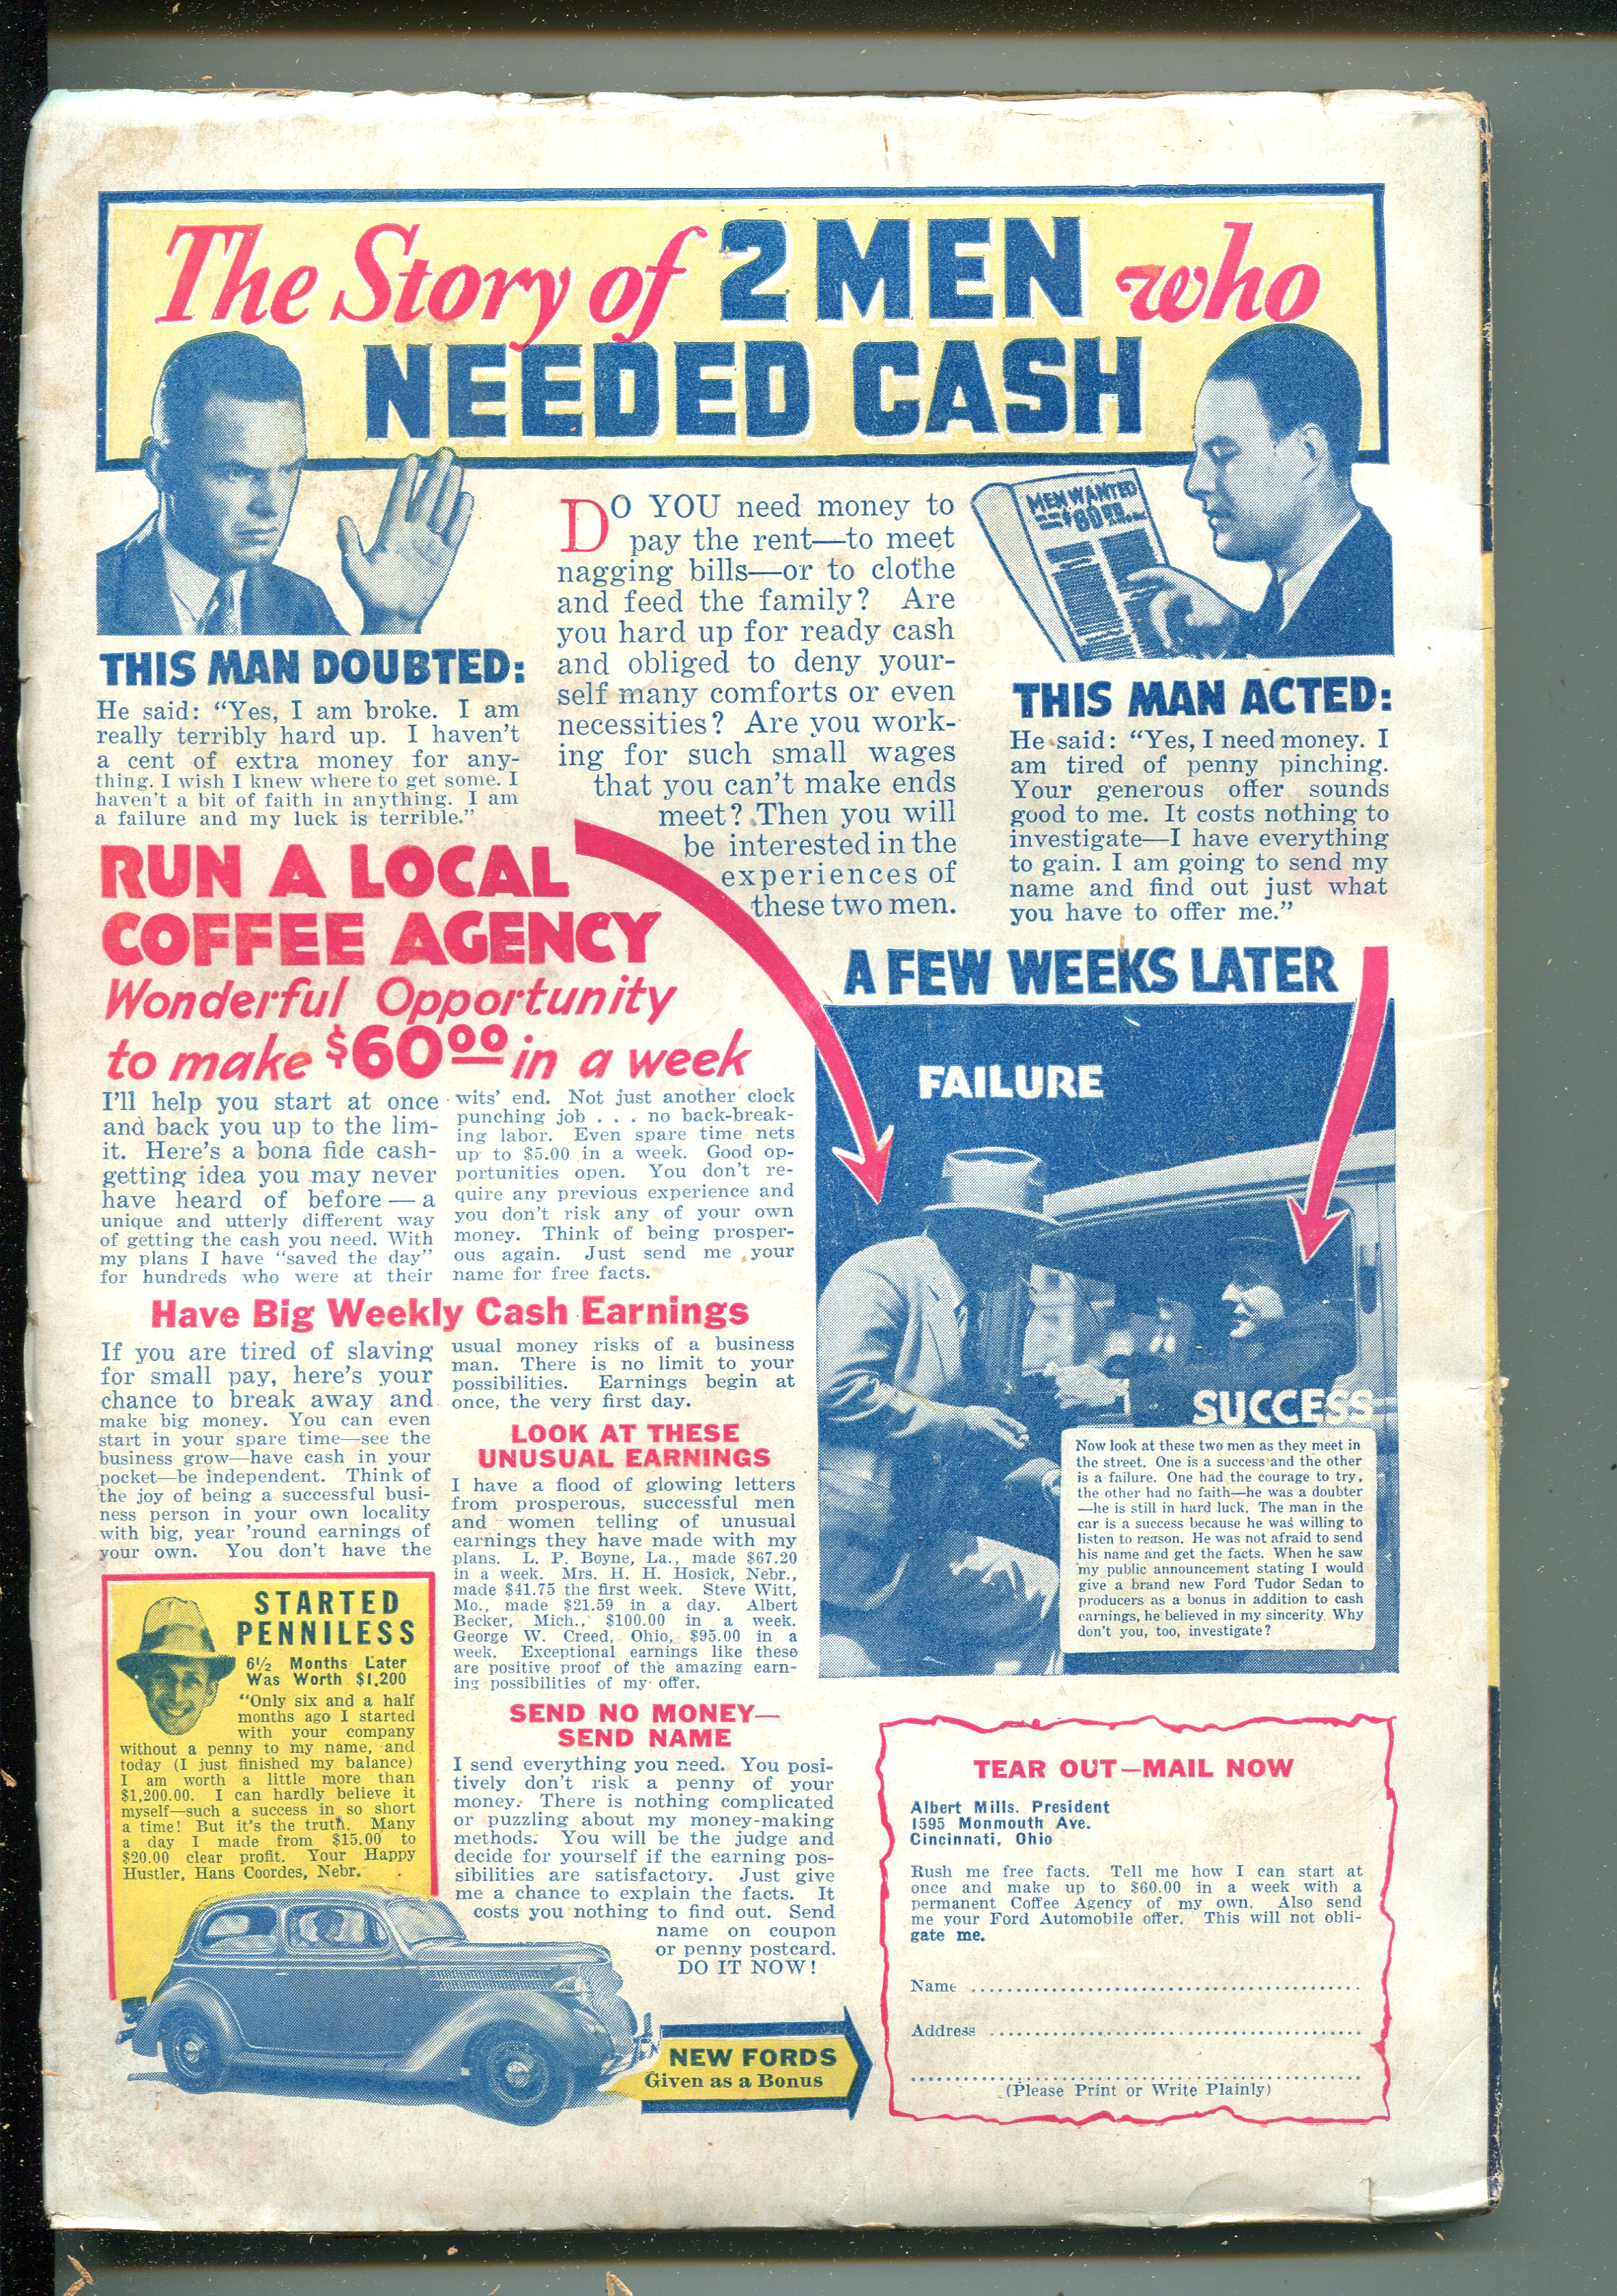 The Story of 2 MEN who
NEEDED CASH
MEN WANTED
THIS MAN DOUBTED:
He said: “Yes, I am broke. I am
really terribly hard up. I haven't
a cent of extra money for any-
thing. I wish I knew where to get some. I
haven't a bit of faith in anything. I am
a failure and my luck is terrible.”
DO YOU need money to
pay the rent—to meet
nagging bills—or to clothe
and feed the family? Are
you hard up for ready cash
and obliged to deny your-
self many comforts or even
necessities? Are you work-
ing for such small wages
that you can't make ends
meet? Then you will
be interested in the
experiences of
these two men.
THIS MAN ACTED:
He said: “Yes, I need money. I
am tired of penny pinching.
Your generous offer sounds
good to me. It costs nothing to
investigate—I have everything
to gain. I am going to send my
name and find out just what
you have to offer me.”
RUN A LOCAL
COFFEE AGENCY
Wonderful Opportunity
to make $60.00 in a week
I'll help you start at once
and back you up to the lim-
it. Here's a bona fide cash-
getting idea you may never
have heard of before — a
unique and utterly different way
of getting the cash you need. With
my plans I have “saved the day”
for hundreds who were at their
wits' end. Not just another clock
punching job . . . no back-break-
ing labor. Even spare time nets
up to $5.00 in a week. Good op-
portunities open. You don't re-
quire any previous experience and
you don't risk any of your own
money. Think of being prosper-
ous again. Just send me your
name for free facts.
Have Big Weekly Cash Earnings
If you are tired of slaving
for small pay, here's your
chance to break away and
make big money. You can even
start in your spare time—see the
business grow—have cash in your
pocket—be independent. Think of
the joy of being a successful busi-
ness person in your own locality
with big, year 'round earnings of
your own. You don't have the
usual money risks of a business
man. There is no limit to your
possibilities. Earnings begin at
once, the very first day.
LOOK AT THESE
UNUSUAL EARNINGS
I have a flood of glowing letters
from prosperous, successful men
and women telling of unusual
earnings they have made with my
plans. L. P. Boyne, La., made $67.20
in a week. Mrs. H. H. Hosick, Nebr.,
made $41.75 the first week. Steve Witt,
Mo., made $21.59 in a day. Albert
Becker, Mich., $100.00 in a week.
George W. Creed, Ohio, $95.00 in a
week. Exceptional earnings like these
are positive proof of the amazing earn-
ing possibilities of my offer.
SEND NO MONEY—
SEND NAME
I send everything you need. You posi-
tively don't risk a penny of your
money. There is nothing complicated
or puzzling about my money-making
methods. You will be the judge and
decide for yourself if the earning pos-
sibilities are satisfactory. Just give
me a chance to explain the facts. It
costs you nothing to find out. Send
name on coupon
or penny postcard.
DO IT NOW!
STARTED
PENNILESS
6½ Months Later
Was Worth $1,200
“Only six and a half
months ago I started
with your company
without a penny to my name, and
today (I just finished my balance)
I am worth a little more than
$1,200.00. I can hardly believe it
myself—such a success in so short
a time! But it's the truth. Many
a day I made from $15.00 to
$20.00 clear profit. Your Happy
Hustler, Hans Coordes, Nebr.
NEW FORDS
Given as a Bonus
A FEW WEEKS LATER
FAILURE
SUCCESS
Now look at these two men as they meet in
the street. One is a success and the other
is a failure. One had the courage to try,
the other had no faith—he was a doubter
—he is still in hard luck. The man in the
car is a success because he was willing to
listen to reason. He was not afraid to send
his name and get the facts. When he saw
my public announcement stating I would
give a brand new Ford Tudor Sedan to
producers as a bonus in addition to cash
earnings, he believed in my sincerity. Why
don't you, too, investigate?
TEAR OUT—MAIL NOW
Albert Mills, President
1595 Monmouth Ave.
Cincinnati, Ohio
Rush me free facts. Tell me how I can start at
once and make up to $60.00 in a week with a
permanent Coffee Agency of my own. Also send
me your Ford Automobile offer. This will not obli-
gate me.
Name
Address
(Please Print or Write Plainly)